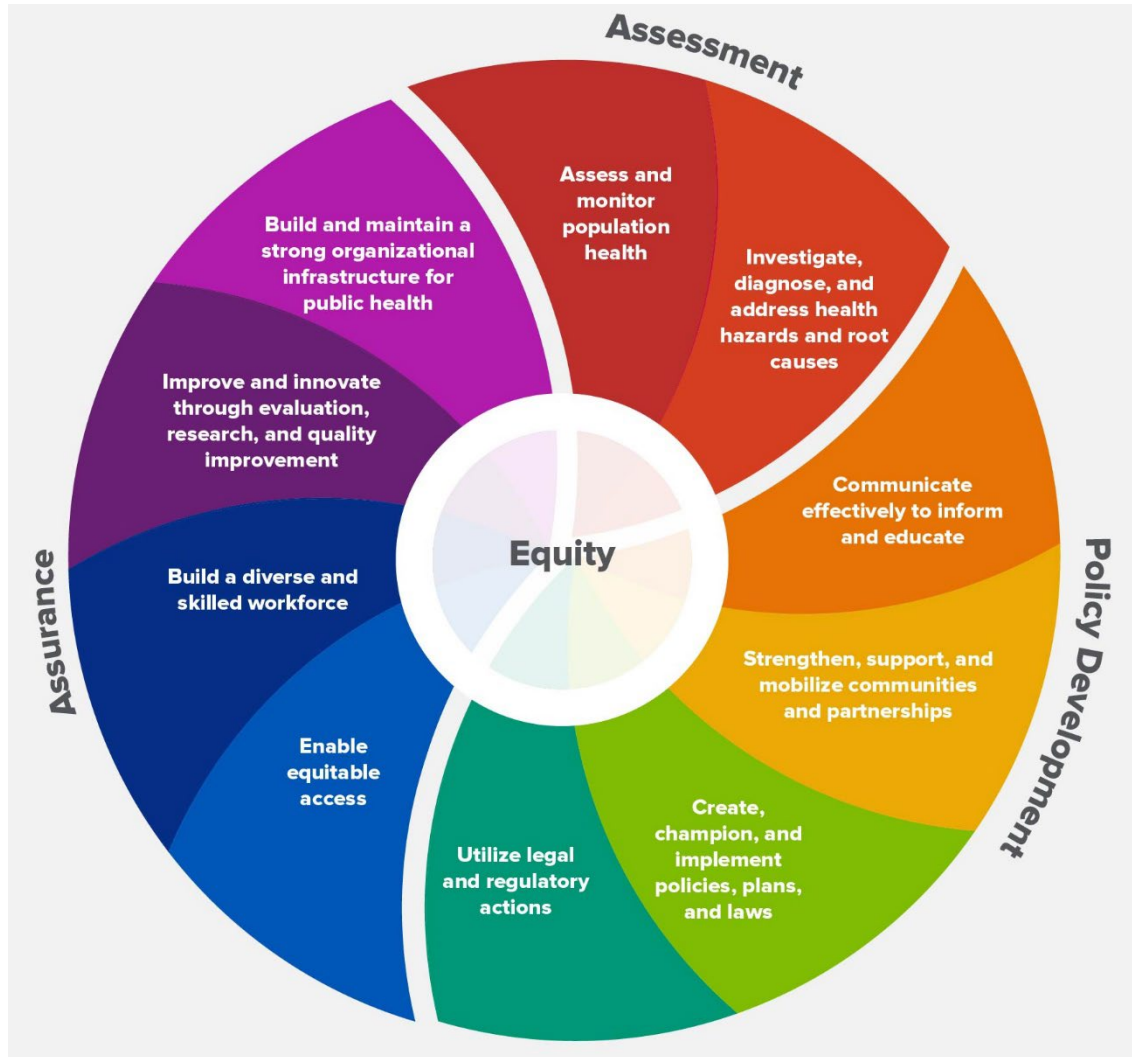 Assessment
Assess and
monitor
population
health
Investigate,
diagnose, and
address health
hazards and root
causes
Communicate
effectively to inform
and educate
Strengthen, support, and
mobilize communities
and partnerships
Policy Development
Create,
champion, and
implement
policies, plans,
and laws
Utilize legal
and regulatory
actions
Enable
equitable
access
Build a diverse and
skilled workforce
Assurance
Improve and innovate
through evaluation,
research, and quality
improvement
Build and maintain a
strong organizational
infrastructure for
public health
Equity